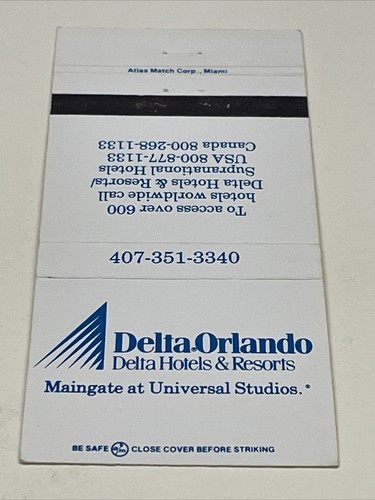 Atlas Match Corp., Miami
To access over 600
hotels worldwide call
Delta Hotels & Resorts/
Supranational Hotels
USA 800-877-1133
Canada 800-268-1133
407-351-3340
Delta Orlando
Delta Hotels & Resorts
Maingate at Universal Studios.®
BE SAFE CLOSE COVER BEFORE STRIKING